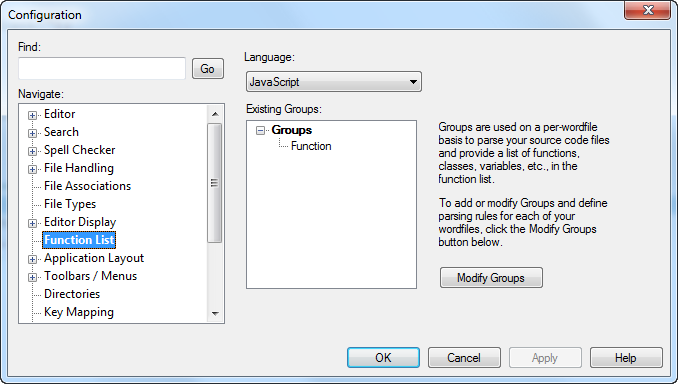 Configuration
Find:
Go
Navigate:
Editor
Search
Spell Checker
File Handling
File Associations
File Types
Editor Display
Function List
Application Layout
Toolbars / Menus
Directories
Key Mapping
Language:
JavaScript
Existing Groups:
Groups
Function
Groups are used on a per-wordfile
basis to parse your source code files
and provide a list of functions,
classes, variables, etc., in the
function list.
To add or modify Groups and define
parsing rules for each of your
wordfiles, click the Modify Groups
button below.
Modify Groups
OK
Cancel
Apply
Help